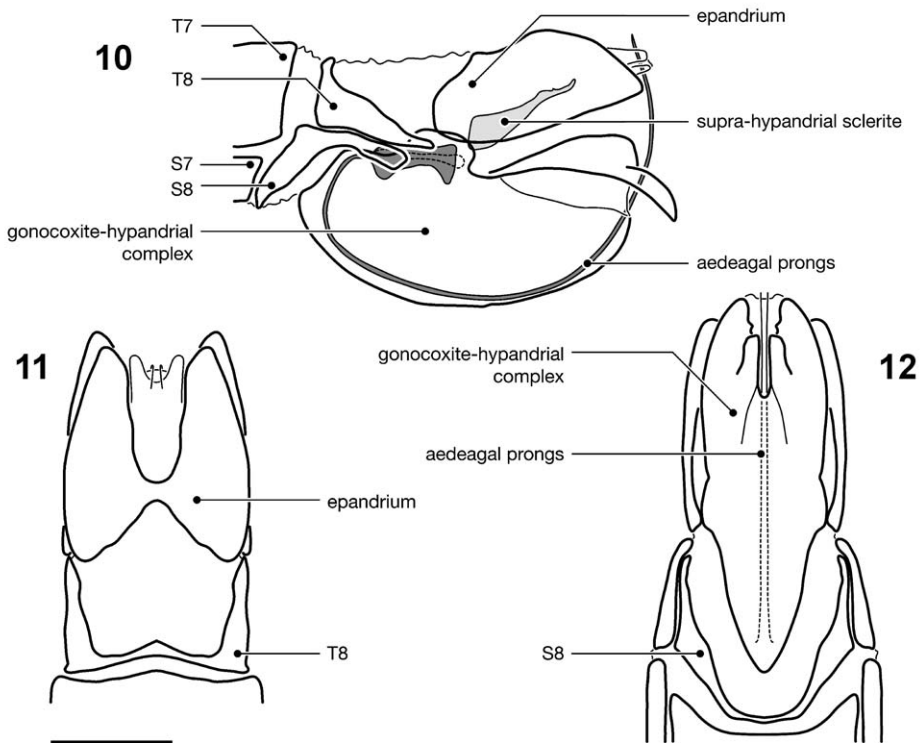 10
T7
T8
S7
S8
gonocoxite-hypandrial
complex
epandrium
supra-hypandrial sclerite
aedeagal prongs
11
epandrium
T8
12
gonocoxite-hypandrial
complex
aedeagal prongs
S8